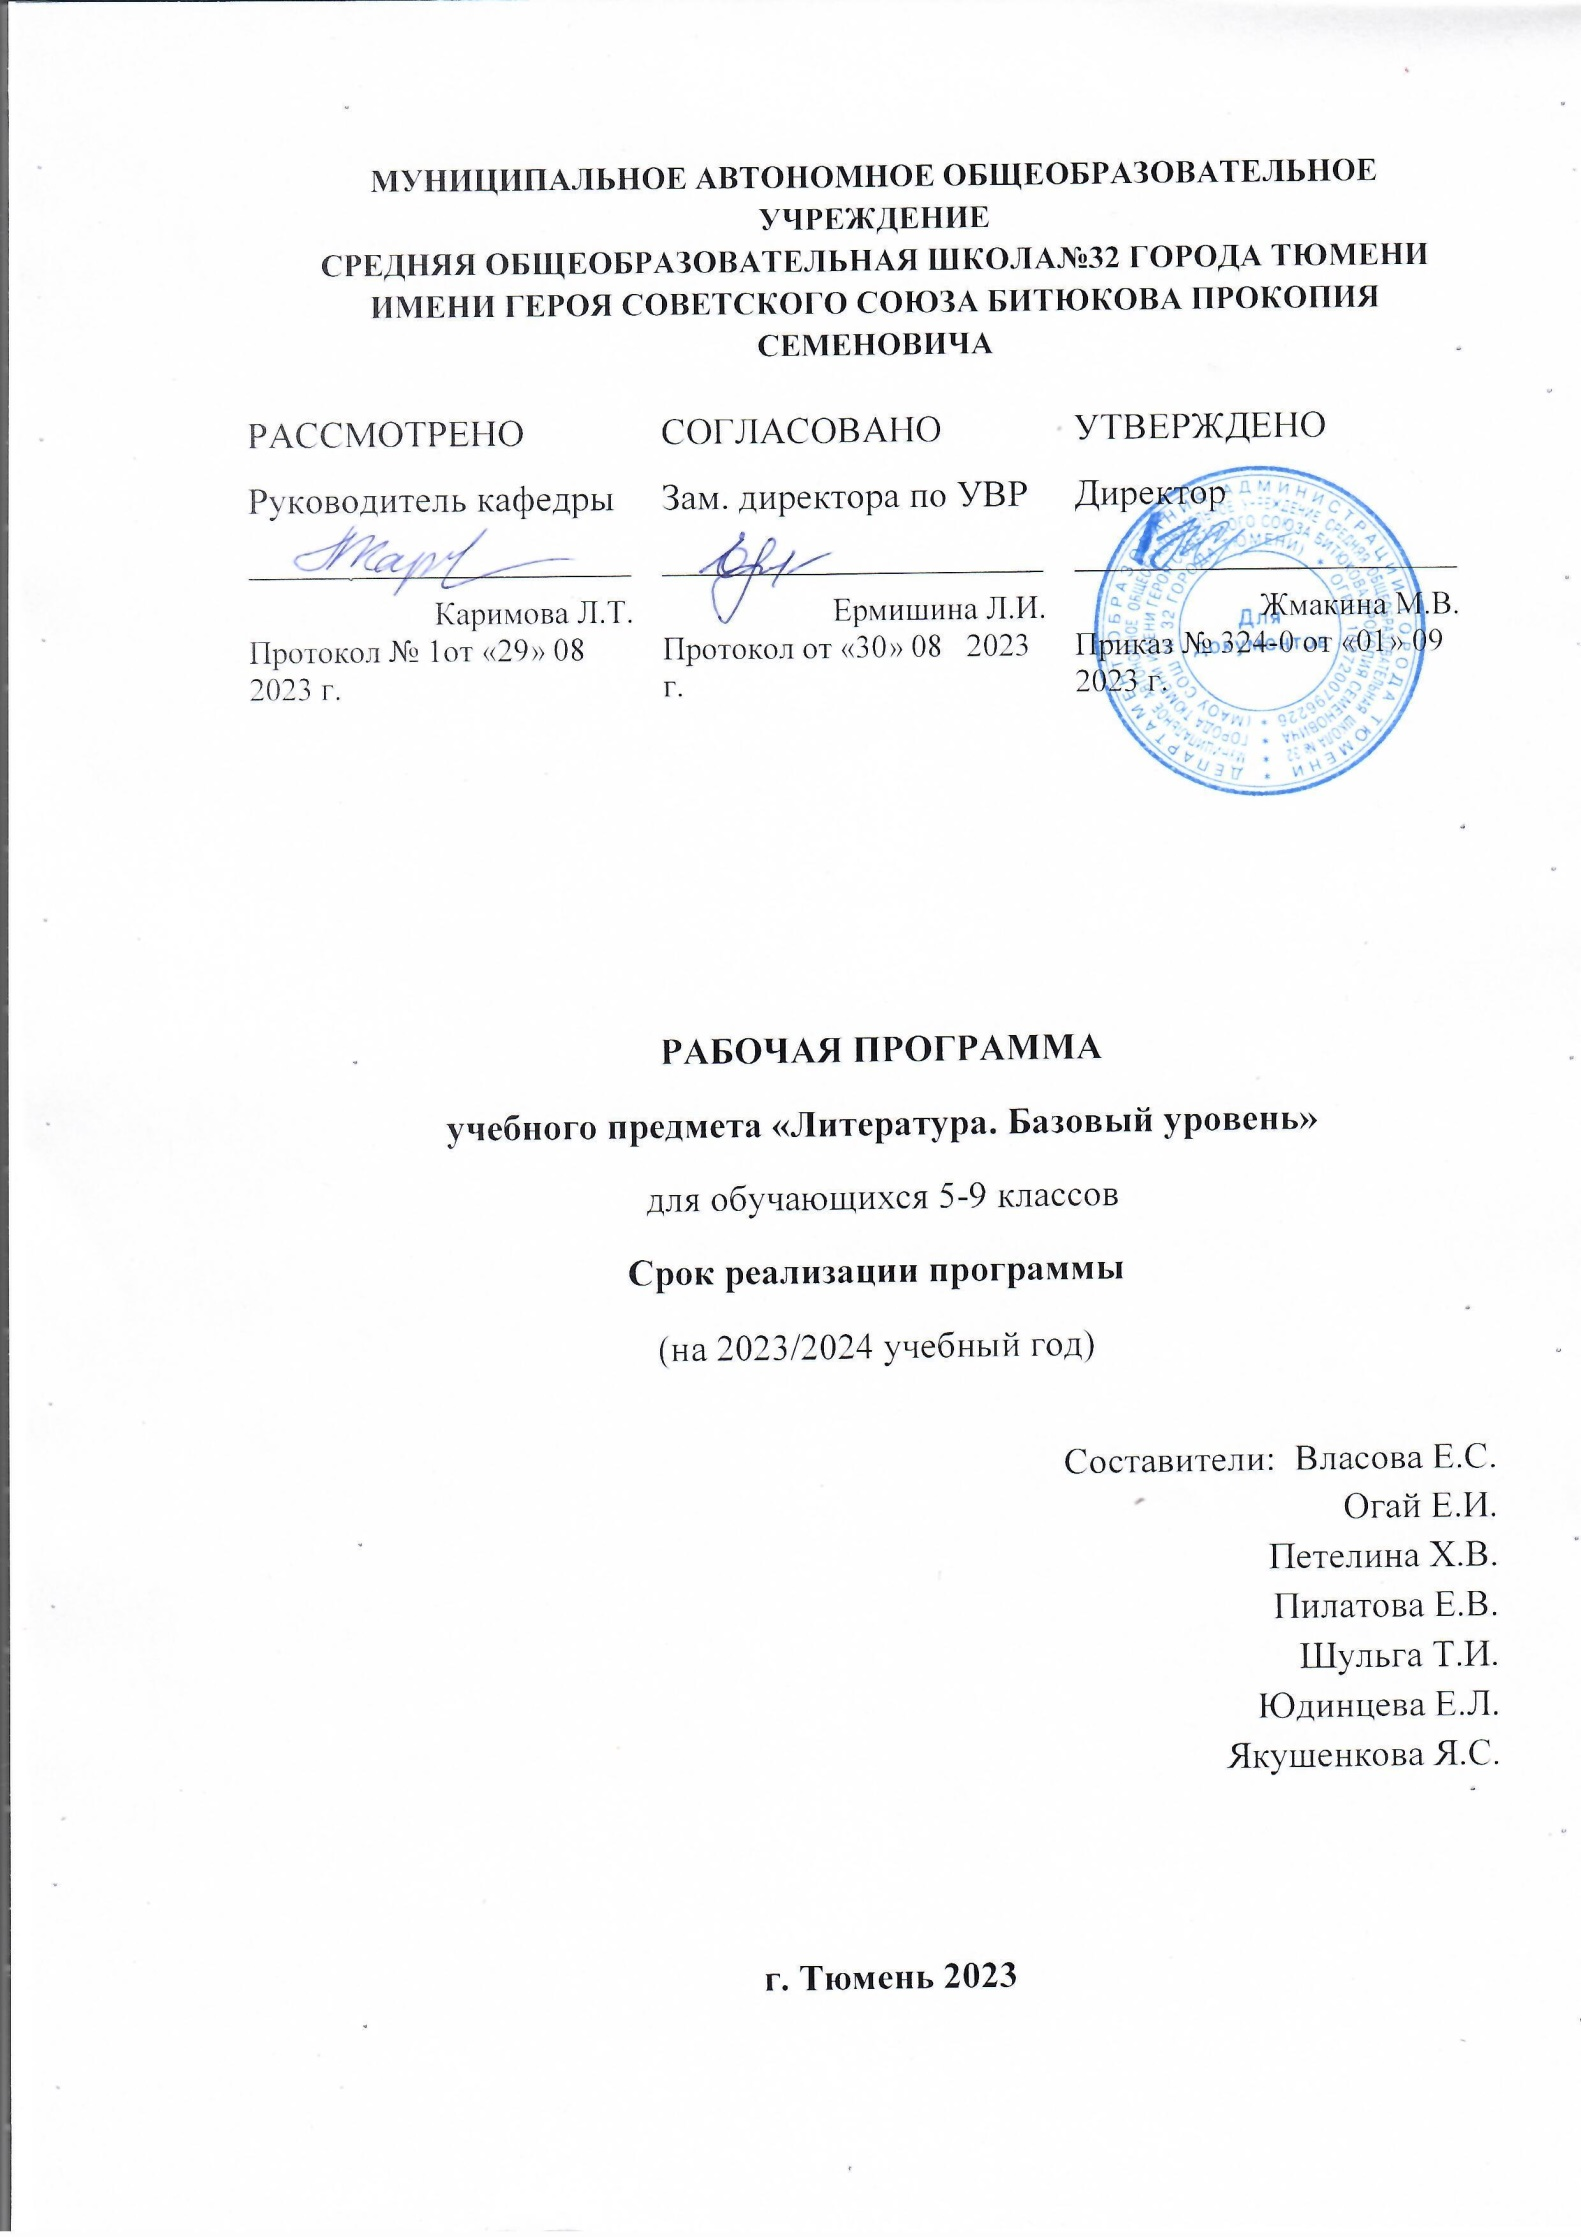 МУНИЦИПАЛЬНОЕ АВТОНОМНОЕ ОБЩЕОБРАЗОВАТЕЛЬНОЕ
УЧРЕЖДЕНИЕ
СРЕДНЯЯ ОБЩЕОБРАЗОВАТЕЛЬНАЯ ШКОЛА№32 ГОРОДА ТЮМЕНИ
ИМЕНИ ГЕРОЯ СОВЕТСКОГО СОЮЗА БИТЮКОВА ПРОКОПИЯ
СЕМЕНОВИЧА
РАССМОТРЕНО
Руководитель кафедры
Каримова Л.Т.
Протокол № 1от «29» 08
2023 г.
СОГЛАСОВАНО
Зам. директора по УВР
Ермишина Л.И.
Протокол от «30» 08 2023
г.
УТВЕРЖДЕНО
Директор
Жмакина М.В.
Приказ № 324-0 от «01» 09
2023 г.
Для
документов
РАБОЧАЯ ПРОГРАММА
учебного предмета «Литература. Базовый уровень»
для обучающихся 5-9 классов
Срок реализации программы
(на 2023/2024 учебный год)
Составители: Власова Е.С.
Огай Е.И.
Петелина Х.В.
Пилатова Е.В.
Шульга Т.И.
Юдинцева Е.Л.
Якушенкова Я.С.
г. Тюмень 2023